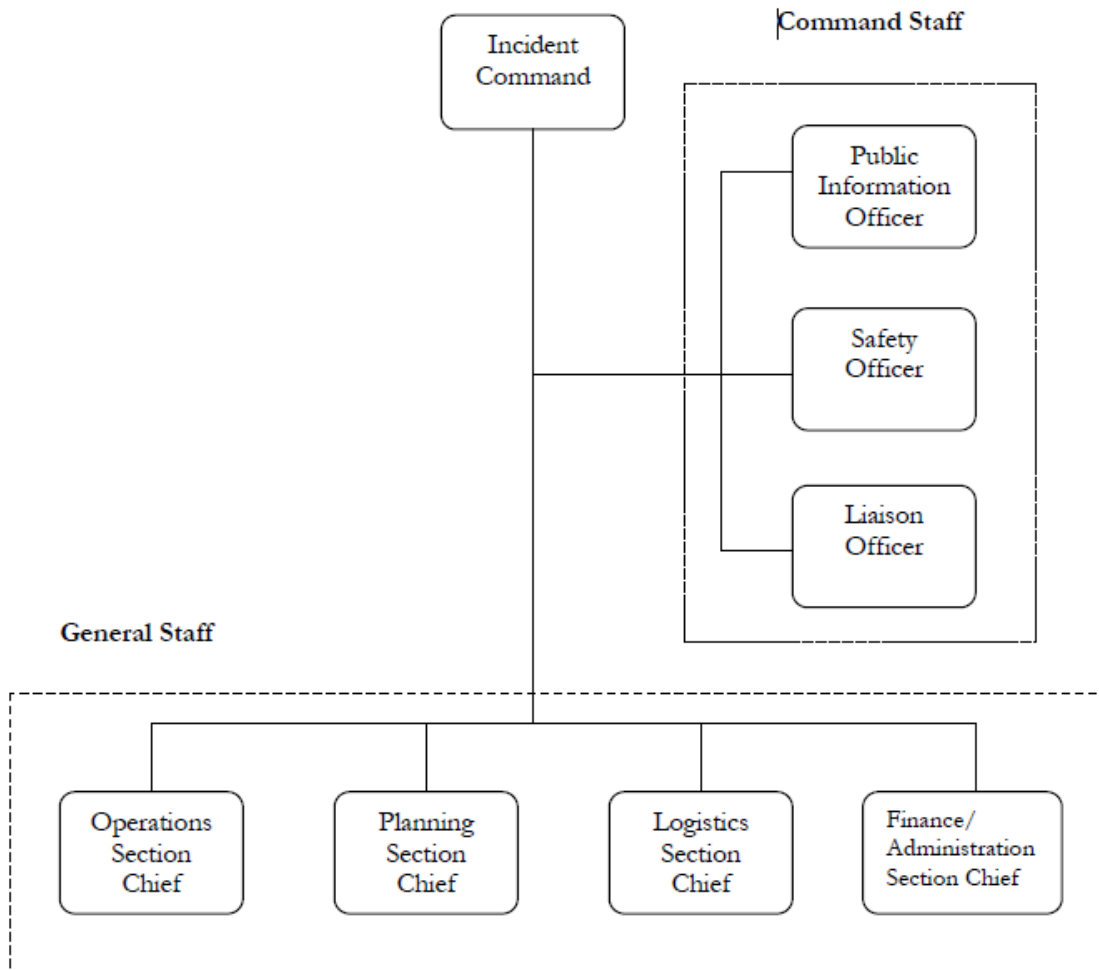 Incident
Command
Command Staff
Public
Information
Officer
Safety
Officer
Liaison
Officer
General Staff
Operations
Section
Chief
Planning
Section
Chief
Logistics
Section
Chief
Finance/
Administration
Section Chief